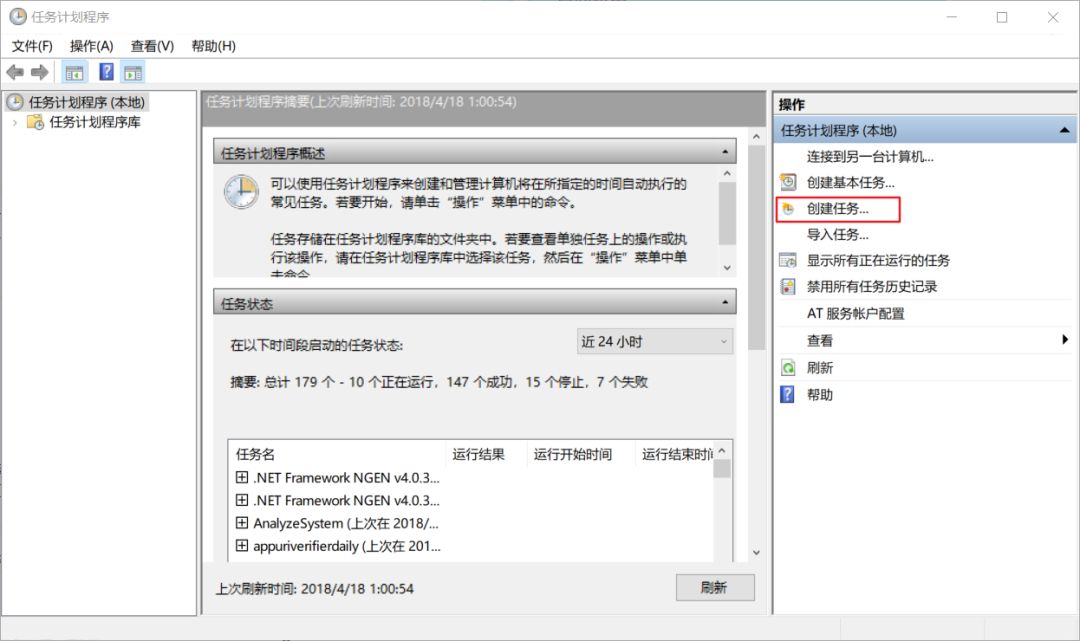 任务计划程序
文件(F) 操作(A) 查看(V) 帮助(H)
任务计划程序 (本地)
任务计划程序库
任务计划程序摘要(上次刷新时间: 2018/4/18 1:00:54)
任务计划程序概述
可以使用任务计划程序来创建和管理计算机将在所指定的时间自动执行的
常见任务。若要开始，请单击“操作”菜单中的命令。
任务存储在任务计划程序库的文件夹中。若要查看单独任务上的操作或执
行该操作，请在任务计划程序库中选择该任务，然后在“操作”菜单中单
击命令
任务状态
在以下时间段启动的任务状态:
近 24 小时
摘要: 总计 179 个 - 10 个正在运行，147 个成功，15 个停止，7 个失败
任务名 运行结果 运行开始时间 运行结束时间
.NET Framework NGEN v4.0.3...
.NET Framework NGEN v4.0.3...
AnalyzeSystem (上次在 2018/...
appuriverifierdaily (上次在 201...
上次刷新时间: 2018/4/18 1:00:54
刷新
操作
任务计划程序 (本地)
连接到另一台计算机...
创建基本任务...
创建任务...
导入任务...
显示所有正在运行的任务
禁用所有任务历史记录
AT 服务帐户配置
查看
刷新
帮助